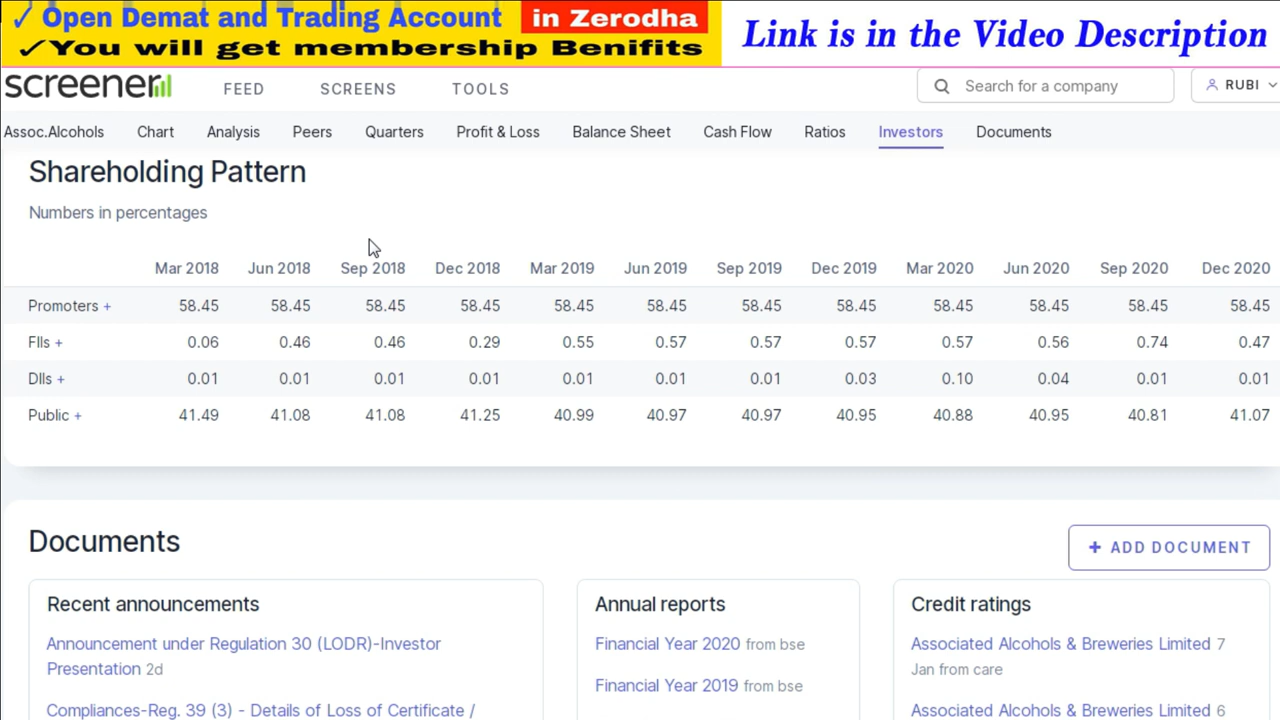 ✓ Open Demat and Trading Account in Zerodha
✓You will get membership Benifits
Link is in the Video Description
screener
FEED SCREENS TOOLS
Search for a company
RUBI
Assoc.Alcohols Chart Analysis Peers Quarters Profit & Loss Balance Sheet Cash Flow Ratios Investors Documents
Shareholding Pattern
Numbers in percentages
Mar 2018 Jun 2018 Sep 2018 Dec 2018 Mar 2019 Jun 2019 Sep 2019 Dec 2019 Mar 2020 Jun 2020 Sep 2020 Dec 2020
Promoters + 58.45 58.45 58.45 58.45 58.45 58.45 58.45 58.45 58.45 58.45 58.45 58.45
FIIs + 0.06 0.46 0.46 0.29 0.55 0.57 0.57 0.57 0.57 0.56 0.74 0.47
DIIs + 0.01 0.01 0.01 0.01 0.01 0.01 0.01 0.03 0.10 0.04 0.01 0.01
Public + 41.49 41.08 41.08 41.25 40.99 40.97 40.97 40.95 40.88 40.95 40.81 41.07
Documents
+ ADD DOCUMENT
Recent announcements
Announcement under Regulation 30 (LODR)-Investor
Presentation 2d
Compliances-Reg. 39 (3) - Details of Loss of Certificate /
Annual reports
Financial Year 2020 from bse
Financial Year 2019 from bse
Credit ratings
Associated Alcohols & Breweries Limited 7
Jan from care
Associated Alcohols & Breweries Limited 6